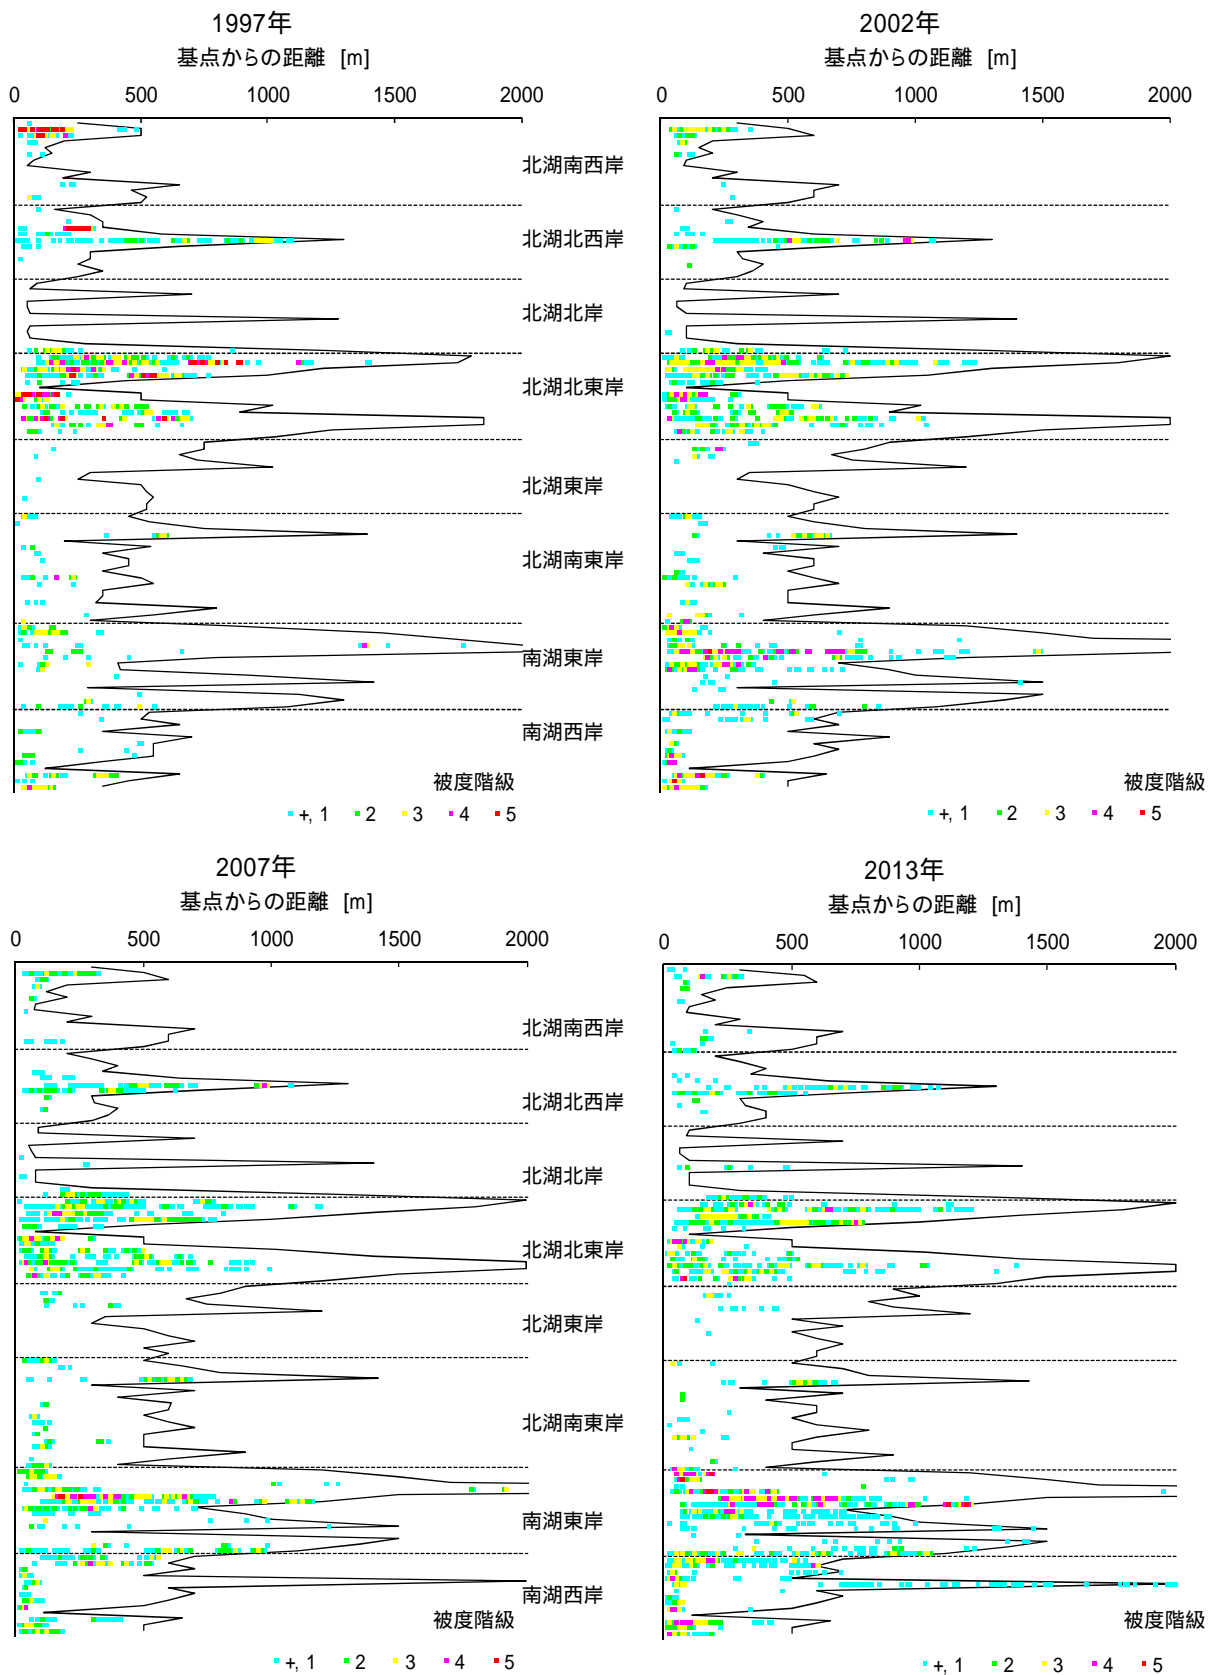 1997年
基点からの距離 [m]
0 500 1000 1500 2000
北湖南西岸
北湖北西岸
北湖北岸
北湖北東岸
北湖東岸
北湖南東岸
南湖東岸
南湖西岸
被度階級
+, 1 2 3 4 5
2002年
基点からの距離 [m]
0 500 1000 1500 2000
被度階級
+, 1 2 3 4 5
2007年
基点からの距離 [m]
0 500 1000 1500 2000
北湖南西岸
北湖北西岸
北湖北岸
北湖北東岸
北湖東岸
北湖南東岸
南湖東岸
南湖西岸
被度階級
+, 1 2 3 4 5
2013年
基点からの距離 [m]
0 500 1000 1500 2000
被度階級
+, 1 2 3 4 5